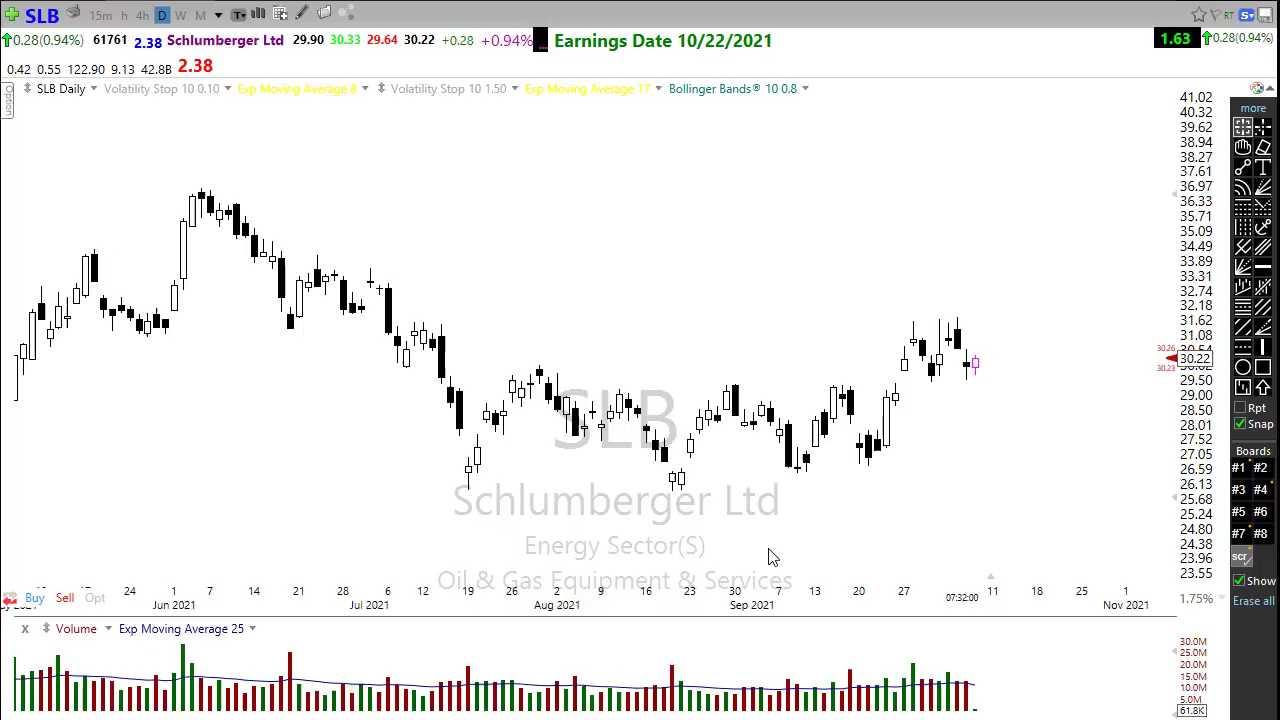 SLB 15m h 4h D W M T RT S
0.28(0.94%) 61761 2.38 Schlumberger Ltd 29.90 30.33 29.64 30.22 +0.28 +0.94% Earnings Date 10/22/2021 1.63 0.28(0.94%)
0.42 0.55 122.90 9.13 42.8B 2.38
Option SLB Daily Volatility Stop 10 0.10 Exp Moving Average 8 Volatility Stop 10 1.50 Exp Moving Average 17 Bollinger Bands® 10 0.8
41.02
40.32
39.62
38.94
38.27
37.61
36.97
36.33
35.71
35.09
34.49
33.89
33.31
32.74
32.18
31.62
31.08
30.26
30.22
30.23
29.50
29.00
28.50
28.01
27.52
27.05
26.59
26.13
25.68
25.24
24.80
24.38
23.96
23.55
SLB
Schlumberger Ltd
Energy Sector(S)
Oil & Gas Equipment & Services
24 1 7 14 21 28 6 12 19 26 2 9 16 23 30 7 13 20 27 07:32:00 11 18 25 1
Jun 2021 Jul 2021 Aug 2021 Sep 2021 Nov 2021
Buy Sell Opt 1.75%
X Volume Exp Moving Average 25
30.0M
25.0M
20.0M
15.0M
10.0M
5.0M
61.8K
more
T
Rpt
Snap
Boards
#1 #2
#3 #4
#5 #6
#7 #8
scr
Show
Erase all